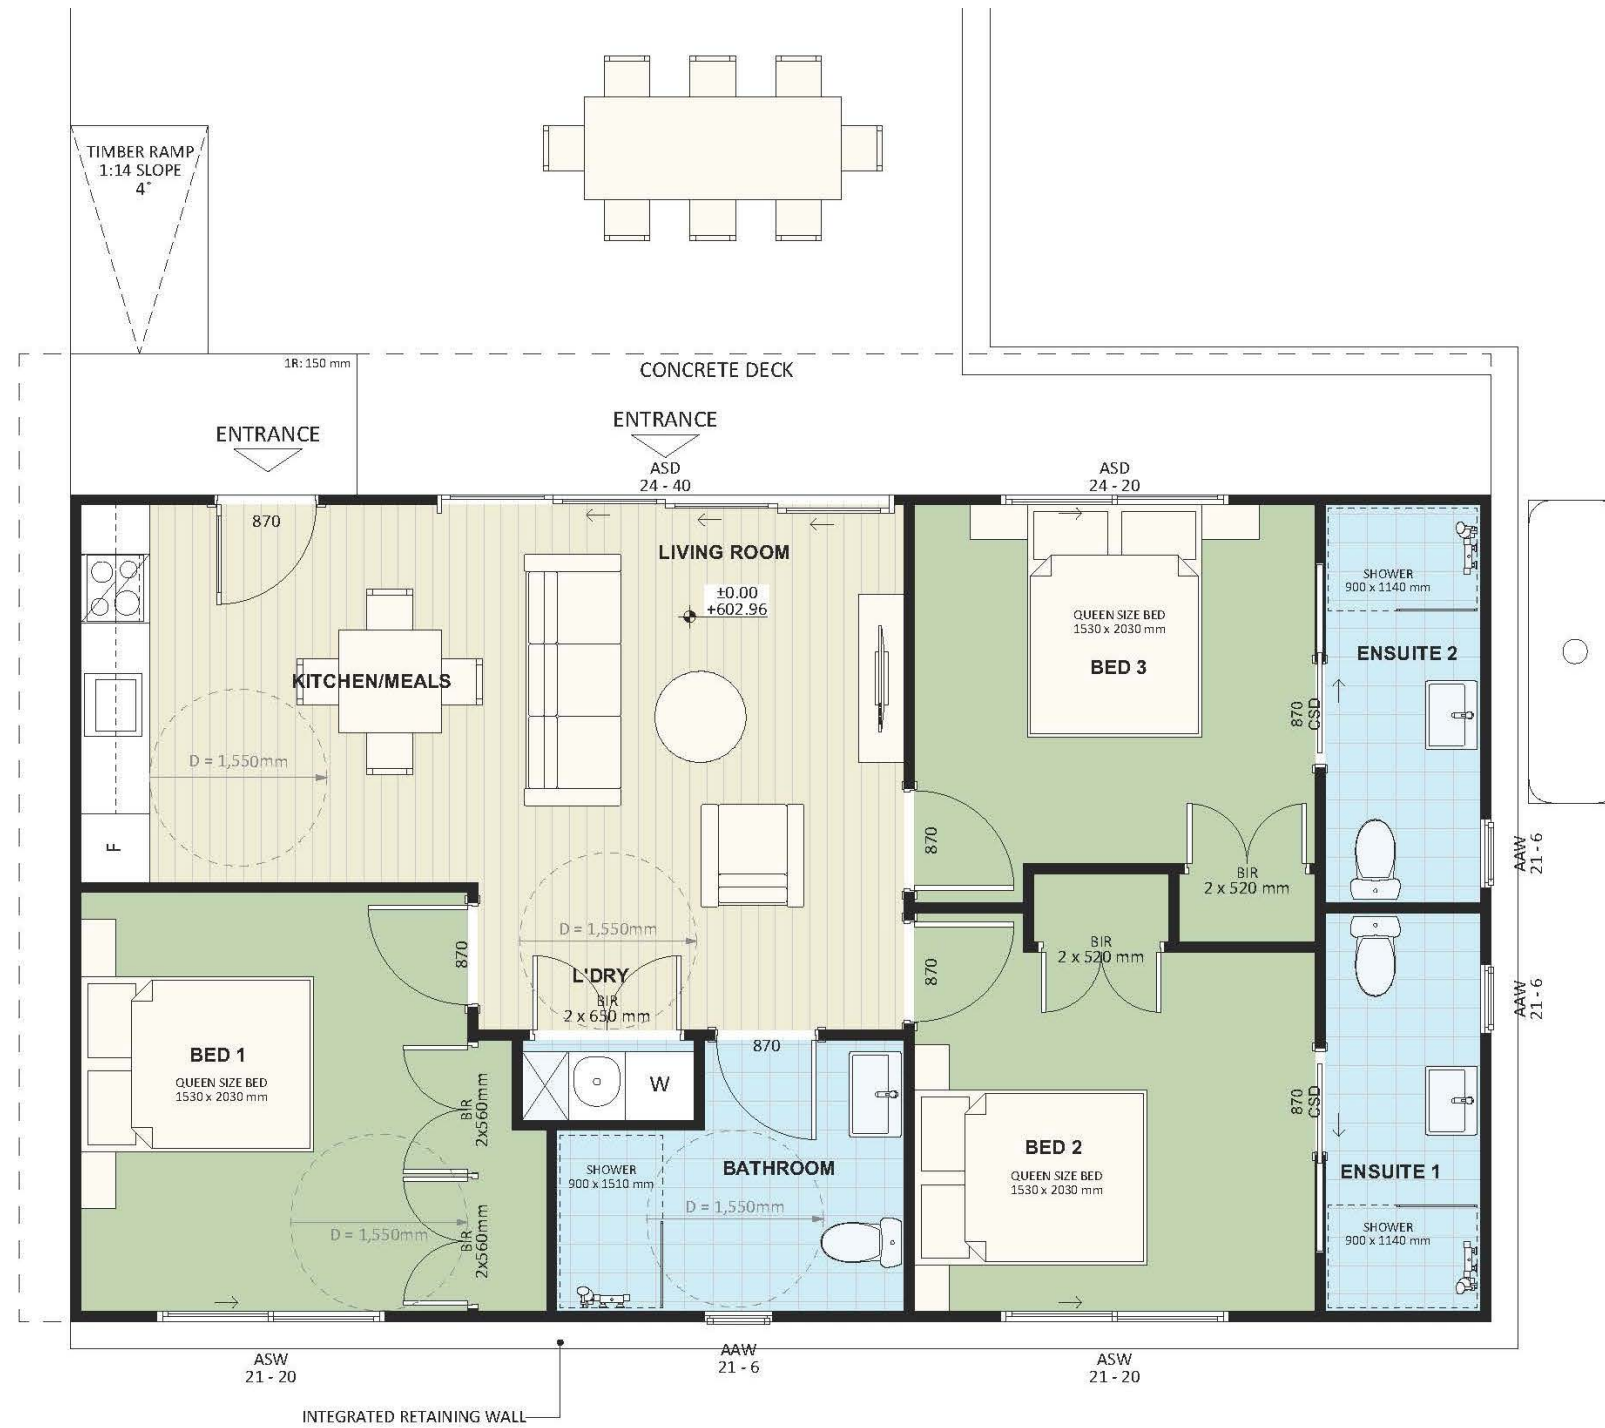 TIMBER RAMP
1:14 SLOPE
4°
1R: 150 mm
CONCRETE DECK
ENTRANCE
ENTRANCE
ASD
24 - 40
ASD
24 - 20
870
LIVING ROOM
±0.00
+602.96
KITCHEN/MEALS
D = 1,550mm
F
QUEEN SIZE BED
1530 x 2030 mm
BED 3
SHOWER
900 x 1140 mm
ENSUITE 2
870
CSD
870
BIR
2 x 520 mm
AAW
21 - 6
D = 1,550mm
L'DRY
BIR
2 x 650 mm
870
870
BIR
2 x 520 mm
AAW
21 - 6
BED 1
QUEEN SIZE BED
1530 x 2030 mm
BIR
2x560mm
BIR
2x560mm
D = 1,550mm
W
870
SHOWER
900 x 1510 mm
BATHROOM
D = 1,550mm
BED 2
QUEEN SIZE BED
1530 x 2030 mm
870
CSD
ENSUITE 1
SHOWER
900 x 1140 mm
ASW
21 - 20
AAW
21 - 6
ASW
21 - 20
INTEGRATED RETAINING WALL